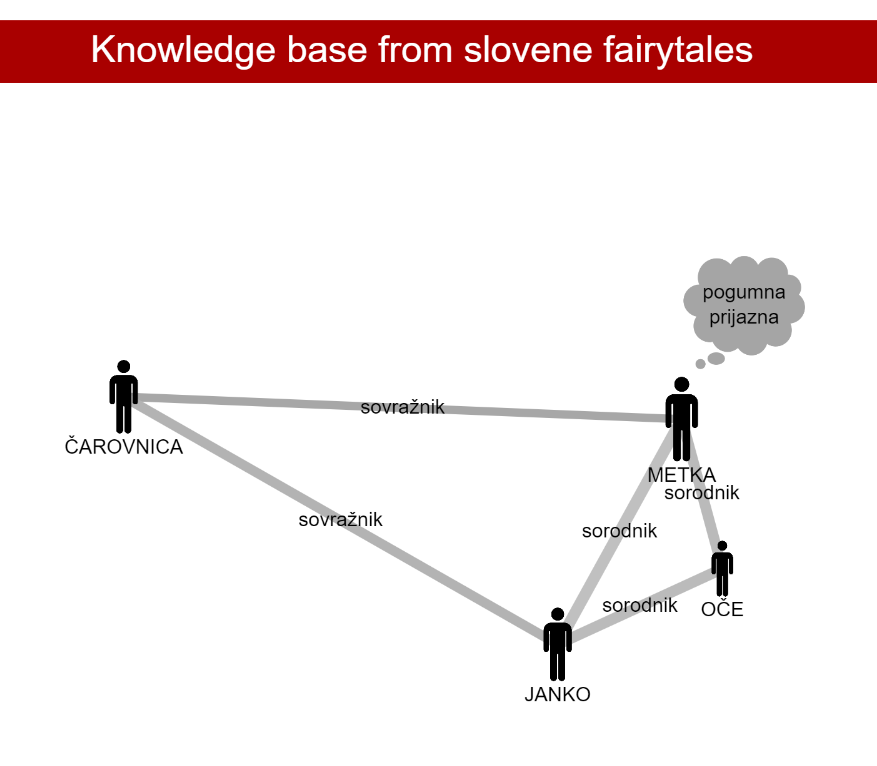 Knowledge base from slovene fairytales
pogumna
prijazna
sovražnik
ČAROVNICA
METKA
sorodnik
sovražnik
sorodnik
sorodnik
OČE
JANKO